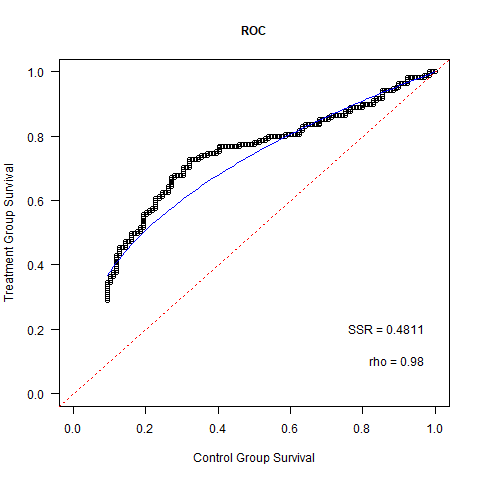 ROC
Treatment Group Survival
1.0
0.8
0.6
0.4
0.2
0.0
SSR = 0.4811
rho = 0.98
0.0 0.2 0.4 0.6 0.8 1.0
Control Group Survival